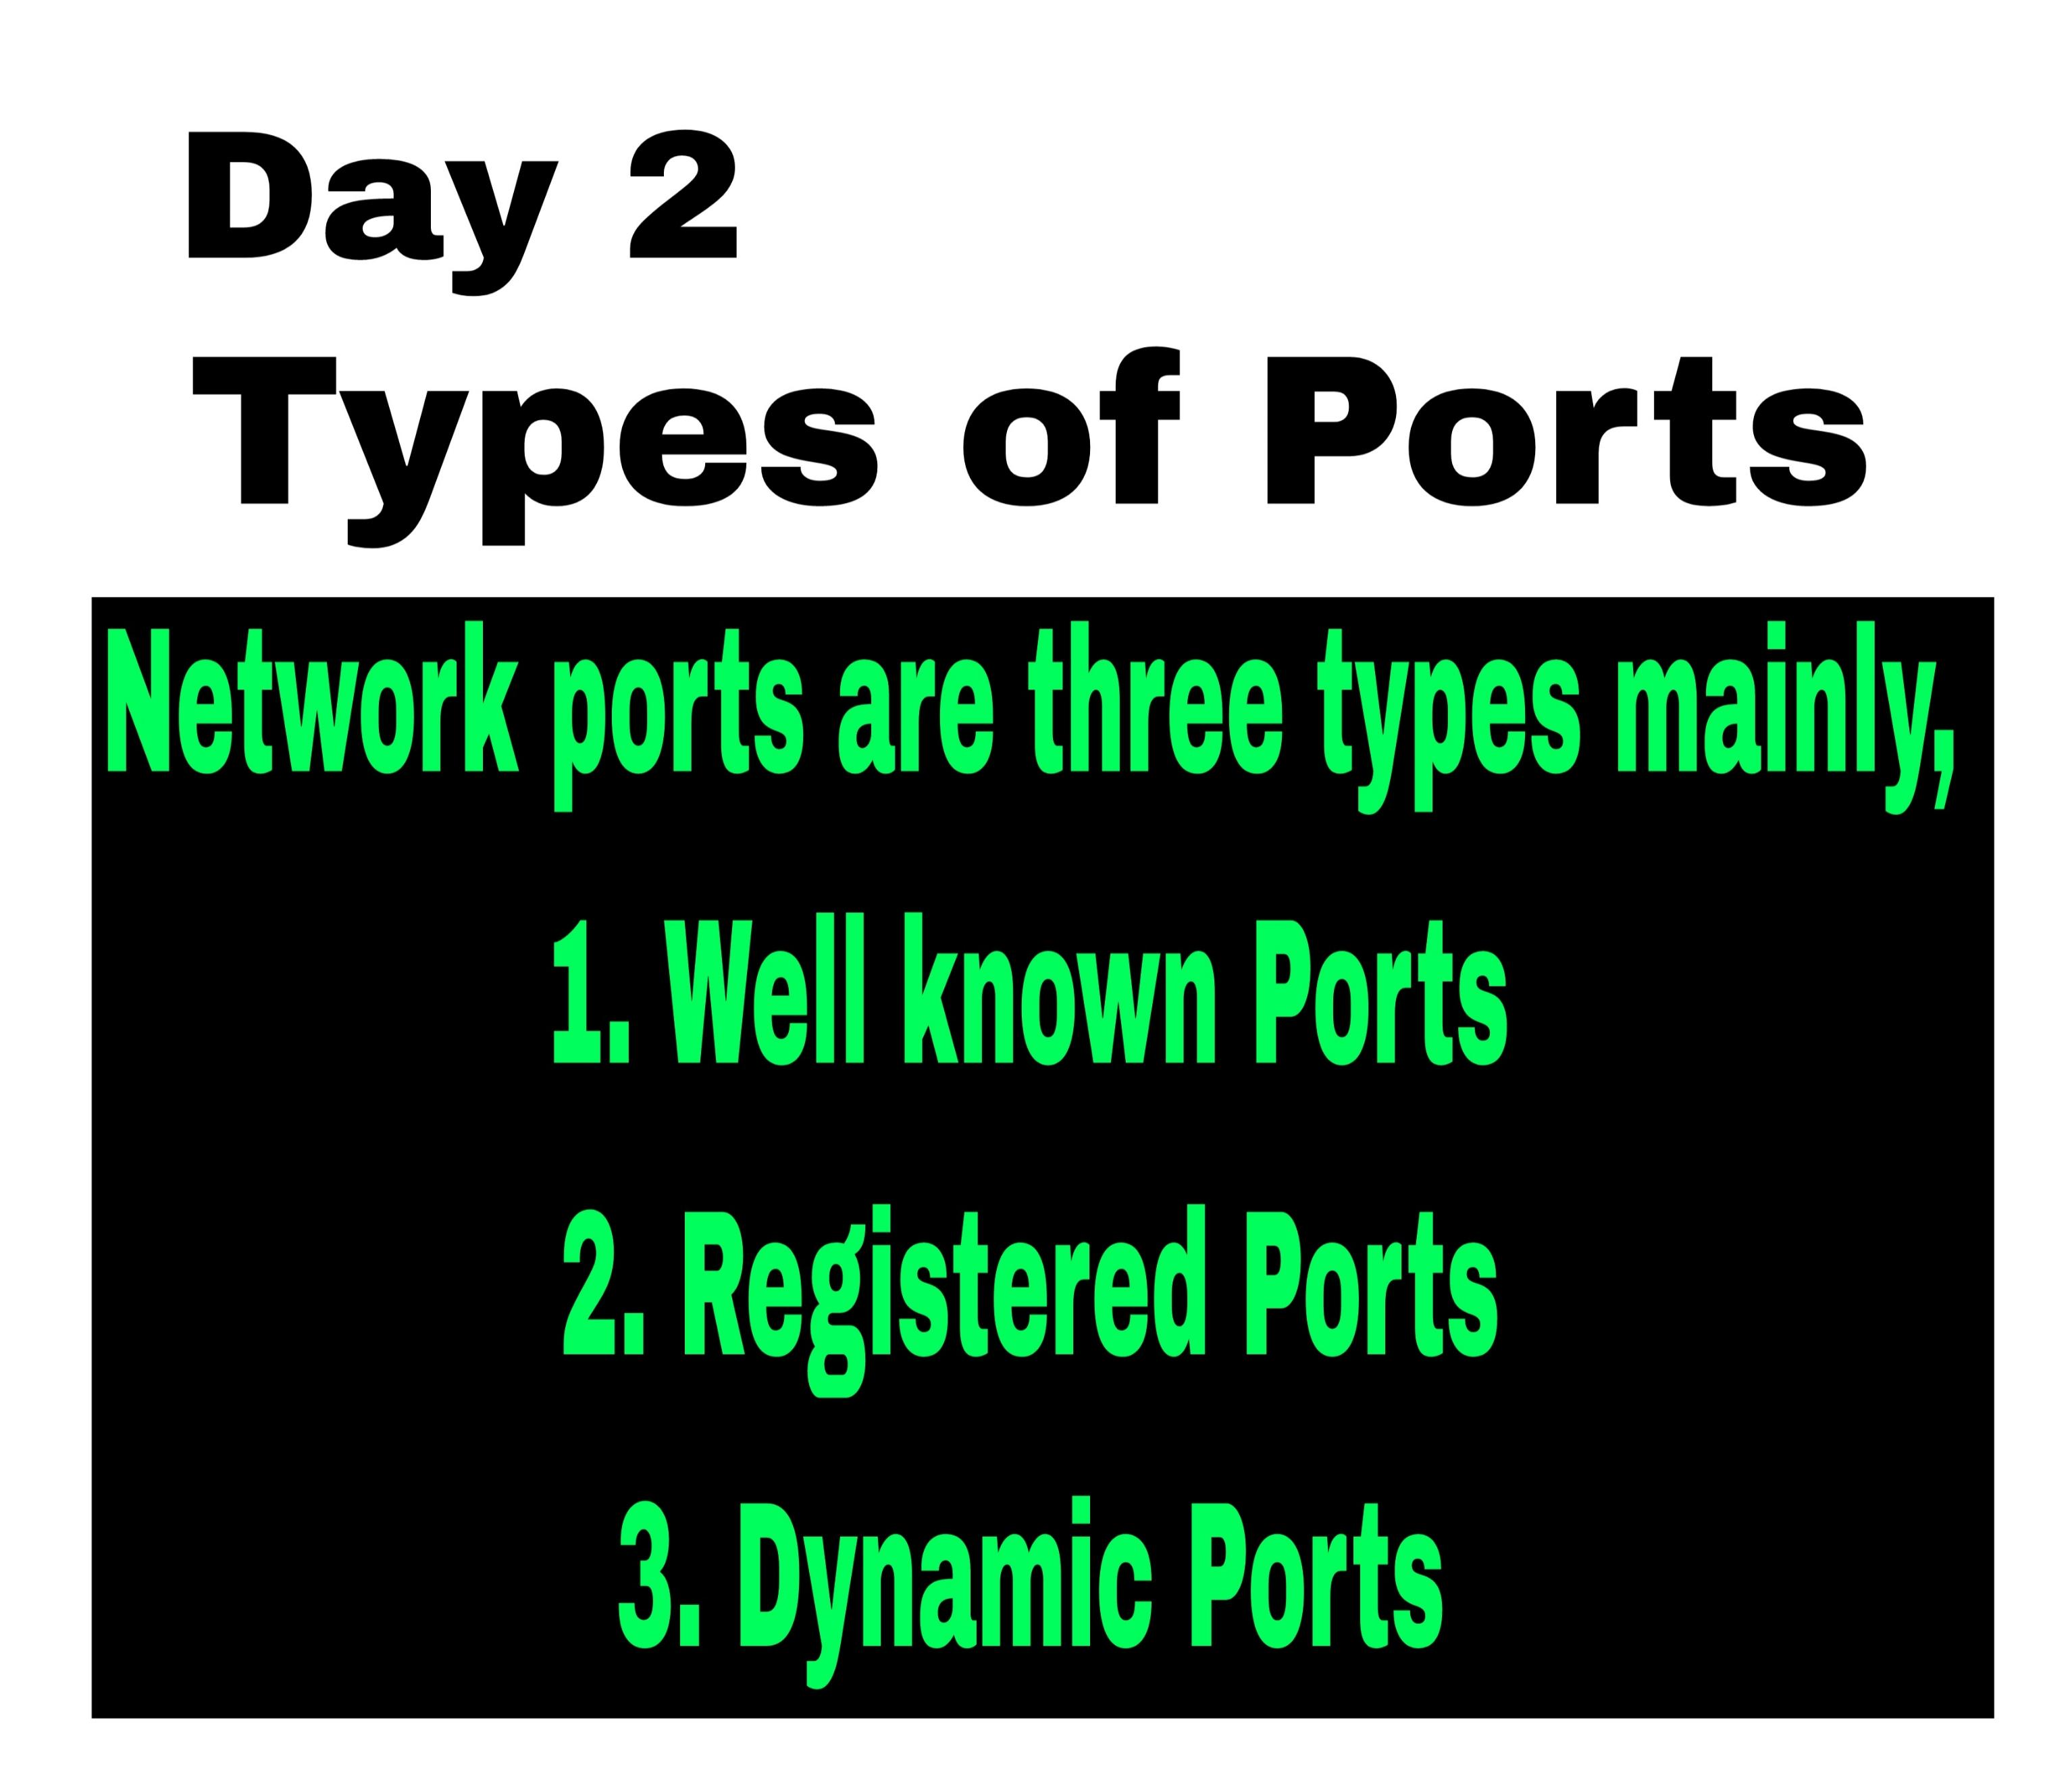 Day 2
Types of Ports
Network ports are three types mainly,
1. Well known Ports
2. Registered Ports
3. Dynamic Ports